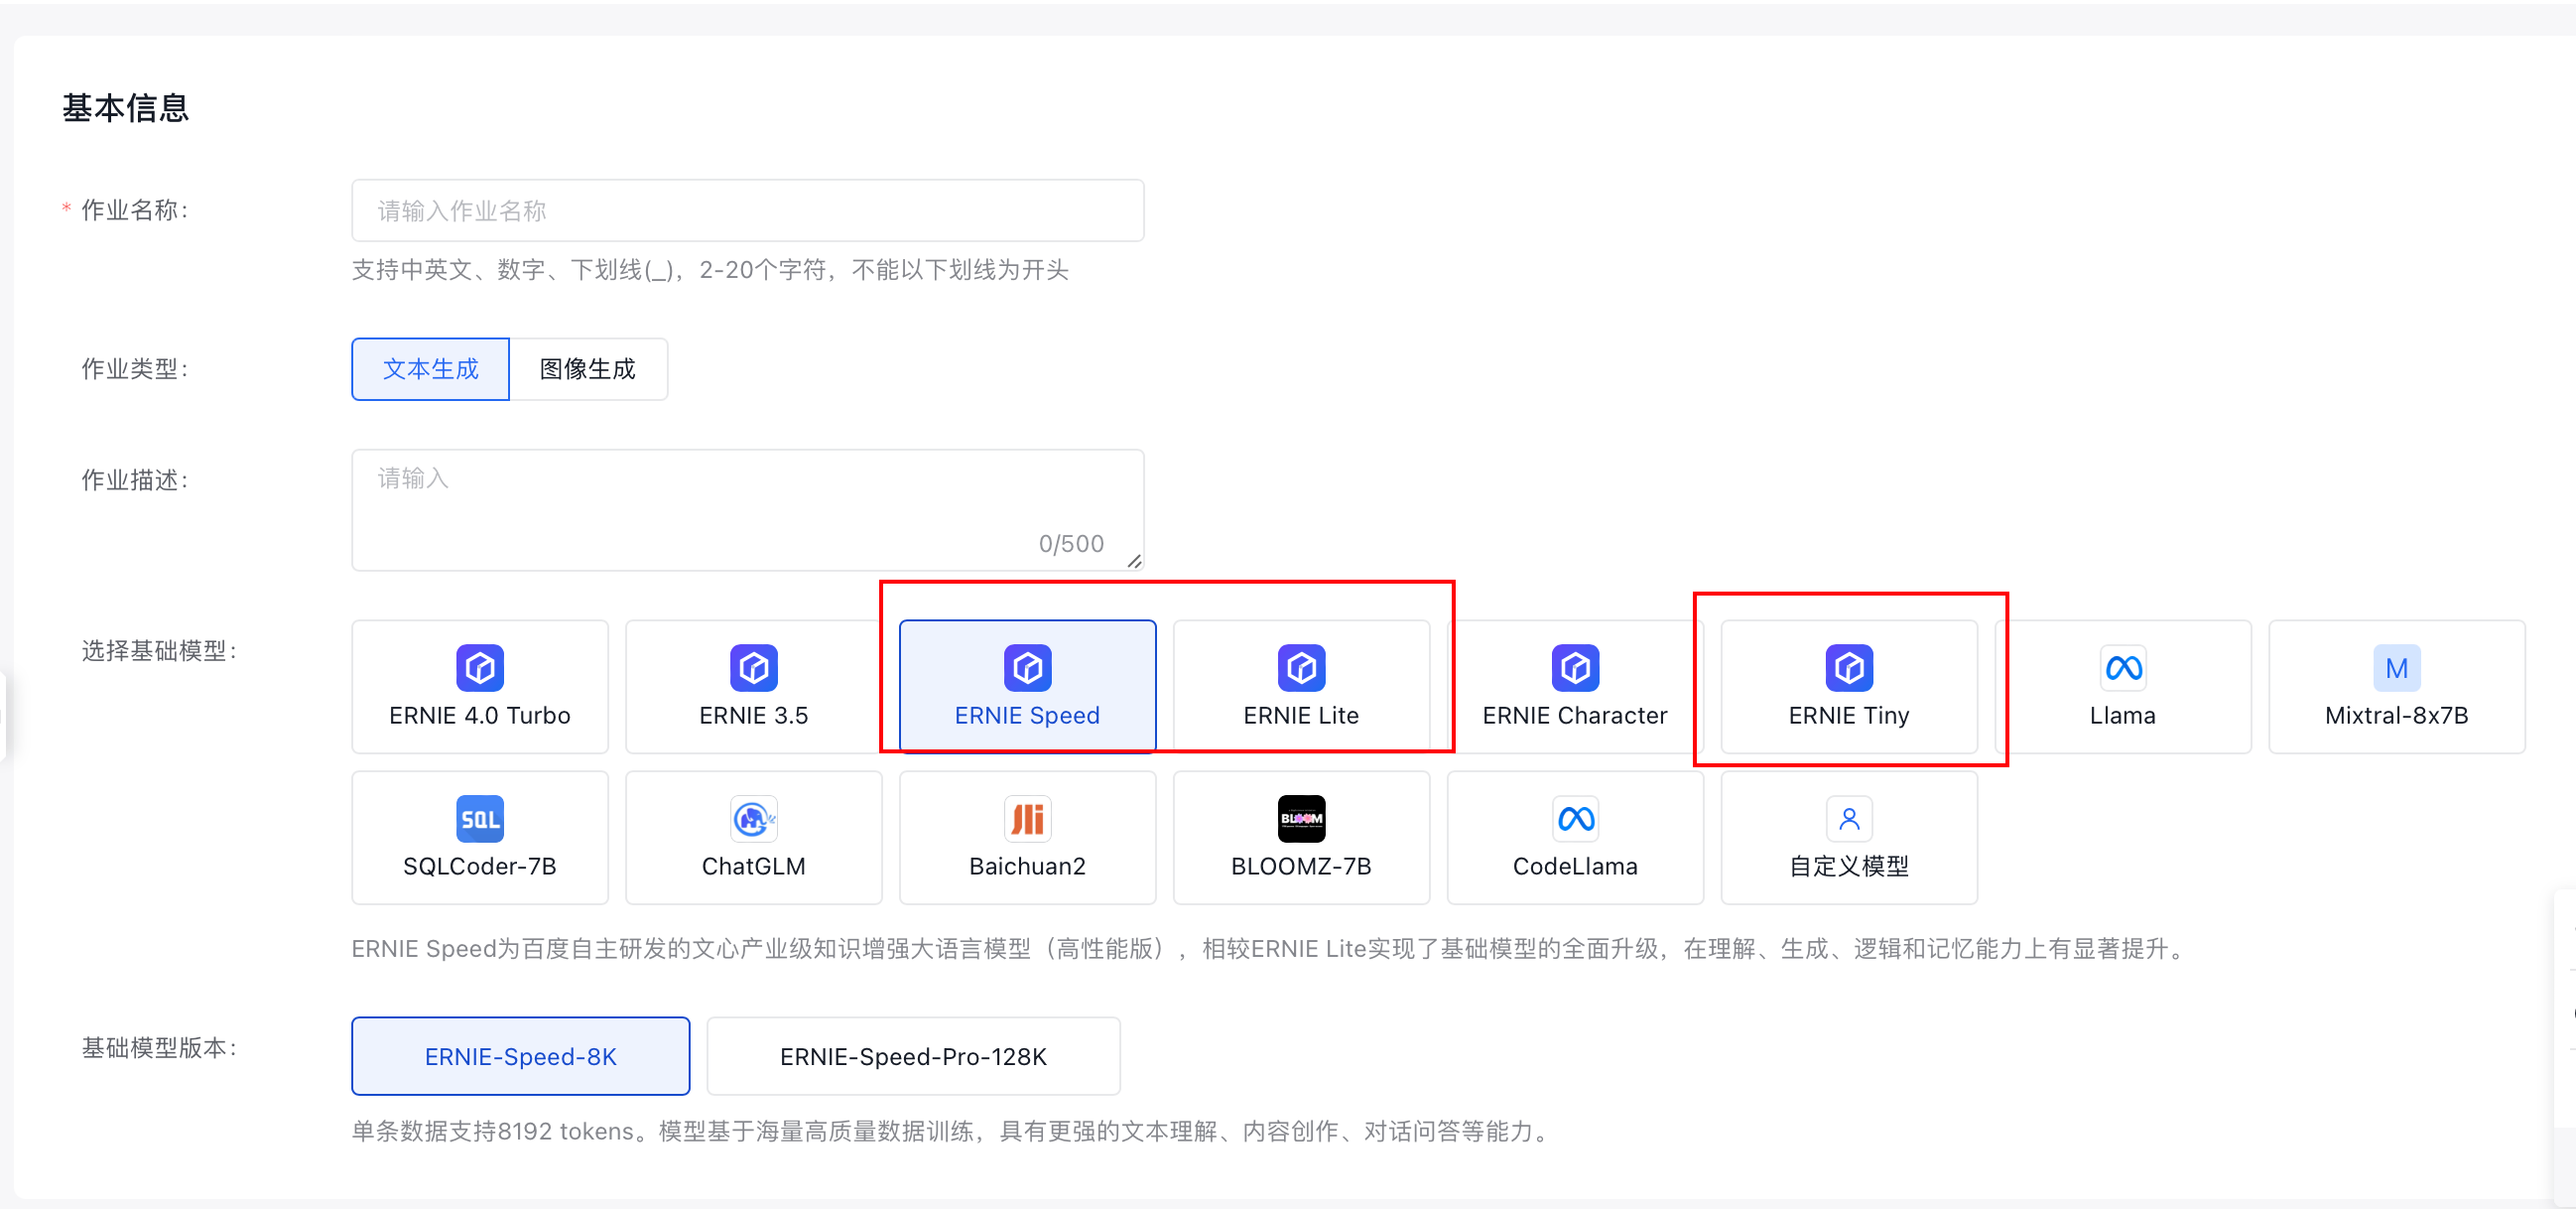 基本信息
* 作业名称:
请输入作业名称
支持中英文、数字、下划线(_)，2-20个字符，不能以下划线为开头
作业类型:
文本生成 图像生成
作业描述:
请输入
0/500
选择基础模型:
ERNIE 4.0 Turbo ERNIE 3.5 ERNIE Speed ERNIE Lite ERNIE Character ERNIE Tiny Llama Mixtral-8x7B
M
SQL
BLOOM
SQLCoder-7B ChatGLM Baichuan2 BLOOMZ-7B CodeLlama 自定义模型
ERNIE Speed为百度自主研发的文心产业级知识增强大语言模型（高性能版），相较ERNIE Lite实现了基础模型的全面升级，在理解、生成、逻辑和记忆能力上有显著提升。
基础模型版本:
ERNIE-Speed-8K ERNIE-Speed-Pro-128K
单条数据支持8192 tokens。模型基于海量高质量数据训练，具有更强的文本理解、内容创作、对话问答等能力。